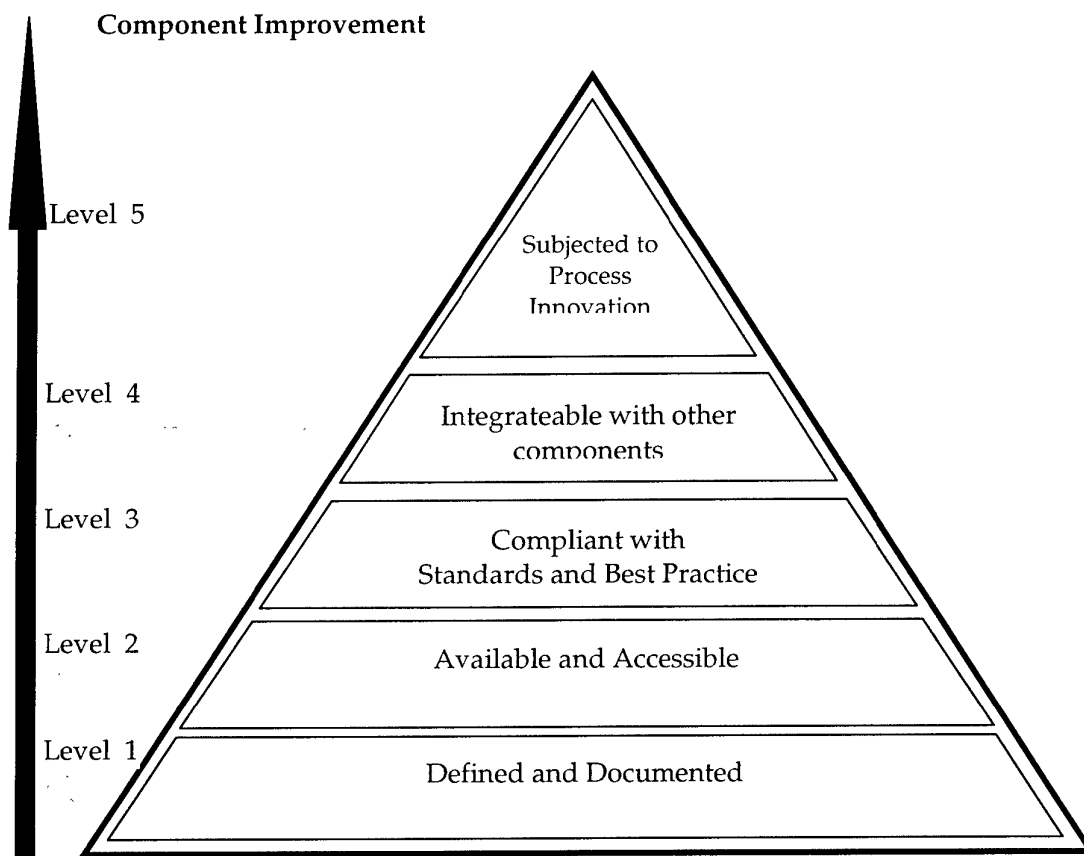 Component Improvement
Level 5
Subjected to
Process
Innovation
Level 4
Integrateable with other
components
Level 3
Compliant with
Standards and Best Practice
Level 2
Available and Accessible
Level 1
Defined and Documented